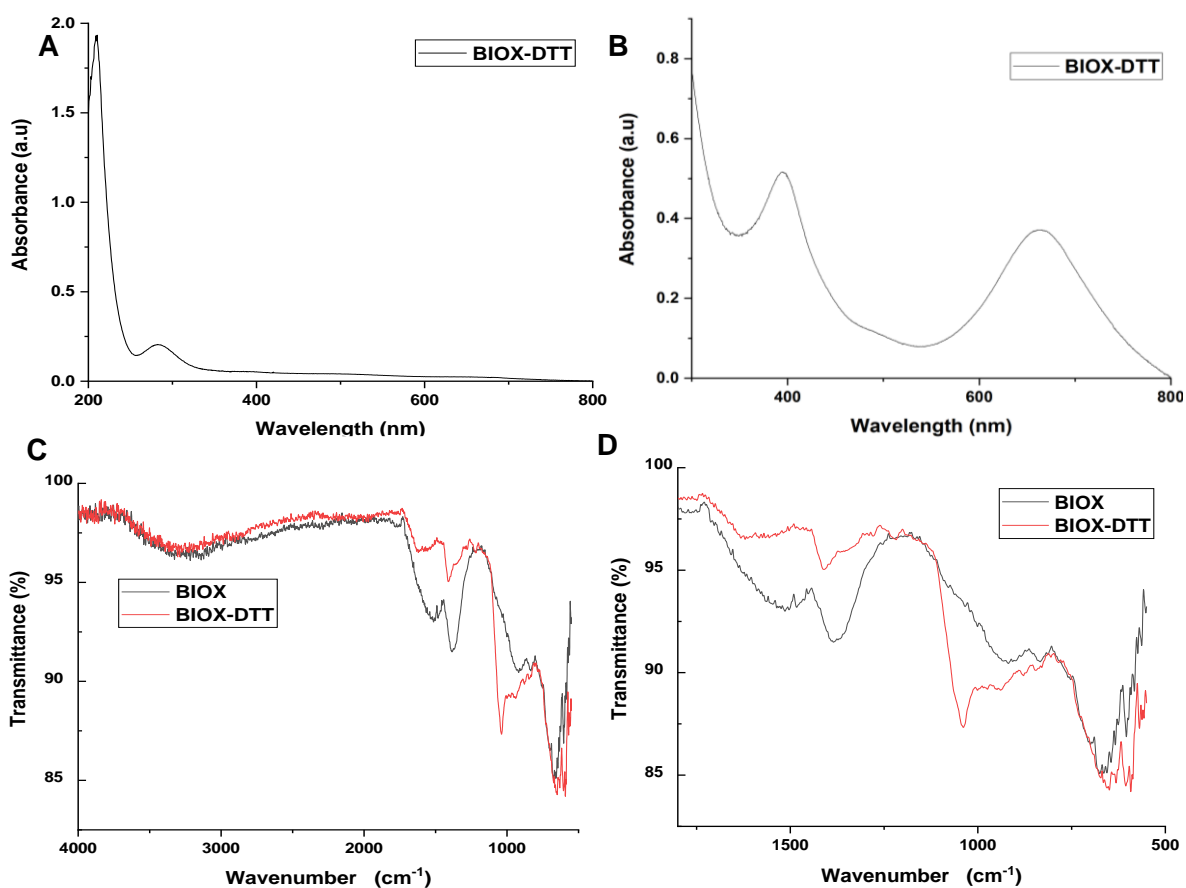 A
BIOX-DTT
2.0
1.5
1.0
0.5
0.0
Absorbance (a.u)
200 400 600 800
Wavelength (nm)
B
BIOX-DTT
0.8
0.6
0.4
0.2
0.0
Absorbance (a.u)
400 600 800
Wavelength (nm)
C
100
95
90
85
Transmittance (%)
BIOX
BIOX-DTT
4000 3000 2000 1000
Wavenumber (cm⁻¹)
D
100
95
90
85
Transmittance (%)
BIOX
BIOX-DTT
1500 1000 500
Wavenumber (cm⁻¹)